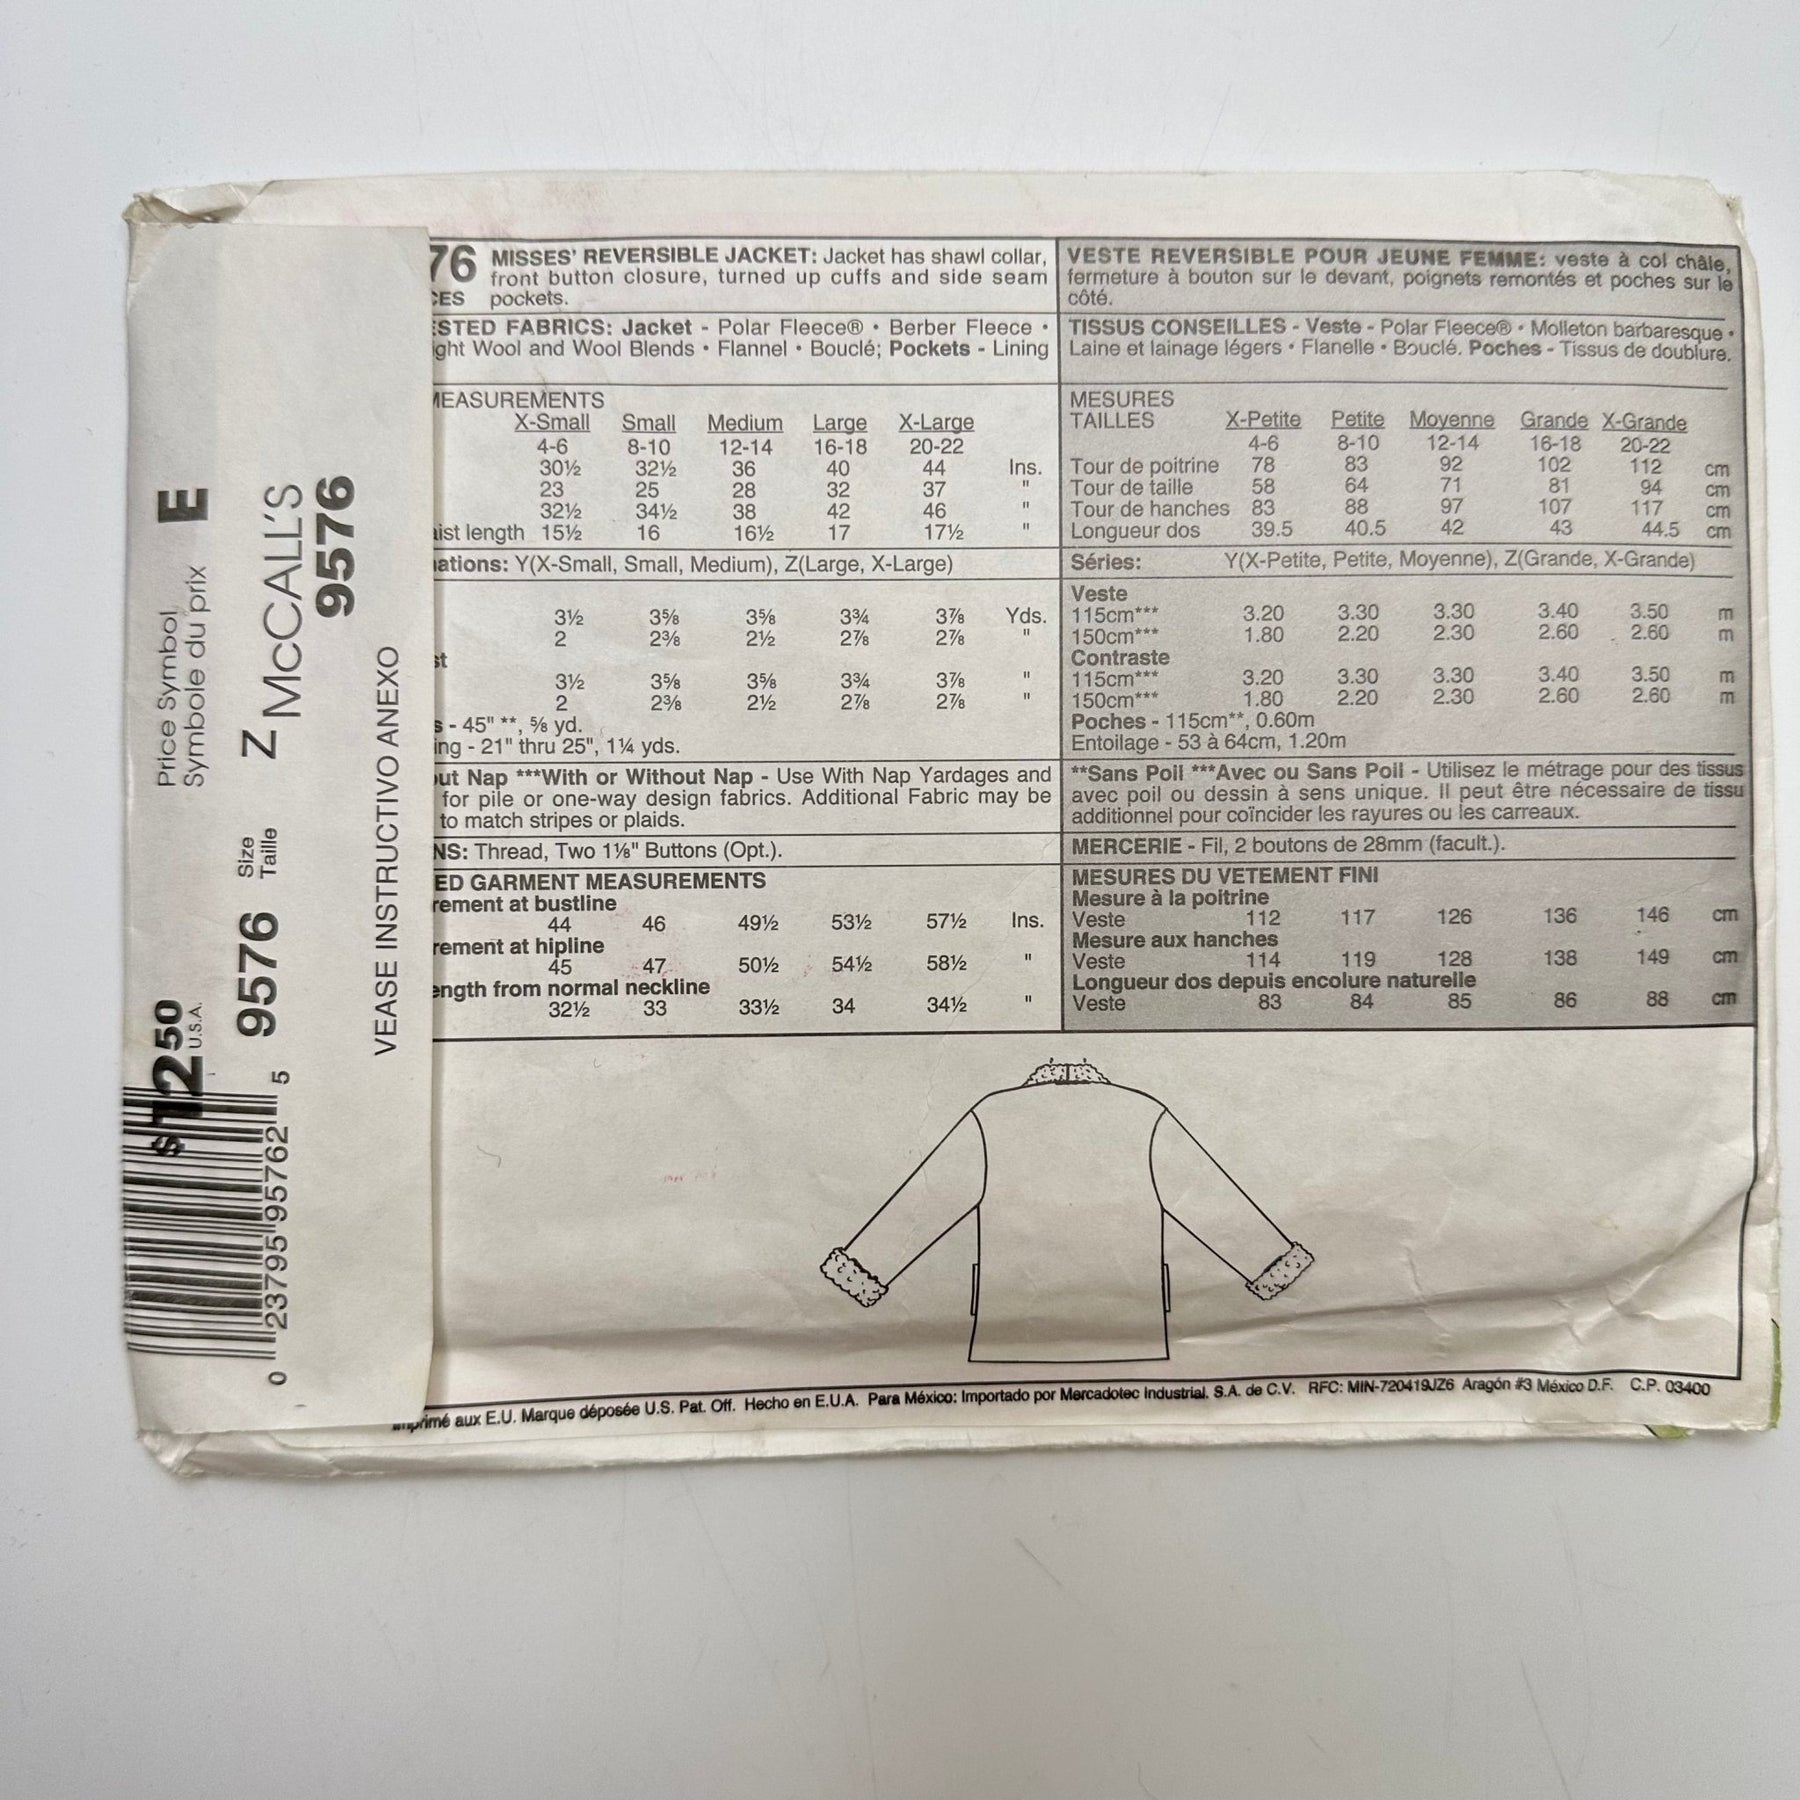 Price Symbol E
Symbole du prix
$1250
U.S.A.
9576 Size Z McCALL'S
Taille
9576
VEASE INSTRUCTIVO ANEXO
0 23795 95762 5
76 MISSES' REVERSIBLE JACKET: Jacket has shawl collar,
front button closure, turned up cuffs and side seam
CES pockets.
ESTED FABRICS: Jacket - Polar Fleece® • Berber Fleece •
ight Wool and Wool Blends • Flannel • Bouclé; Pockets - Lining
MEASUREMENTS
X-Small Small Medium Large X-Large
4-6 8-10 12-14 16-18 20-22
30½ 32½ 36 40 44 Ins.
23 25 28 32 37 "
32½ 34½ 38 42 46 "
aist length 15½ 16 16½ 17 17½ "
ations: Y(X-Small, Small, Medium), Z(Large, X-Large)
3½ 3⅝ 3⅝ 3¾ 3⅞ Yds.
2 2⅜ 2½ 2⅞ 2⅞ "
st
3½ 3⅝ 3⅝ 3¾ 3⅞ "
2 2⅜ 2½ 2⅞ 2⅞ "
s - 45" **, ⅝ yd.
ing - 21" thru 25", 1¼ yds.
out Nap ***With or Without Nap - Use With Nap Yardages and
for pile or one-way design fabrics. Additional Fabric may be
to match stripes or plaids.
NS: Thread, Two 1⅛" Buttons (Opt.).
ED GARMENT MEASUREMENTS
rement at bustline
44 46 49½ 53½ 57½ Ins.
rement at hipline
45 47 50½ 54½ 58½ "
ength from normal neckline
32½ 33 33½ 34 34½ "
VESTE REVERSIBLE POUR JEUNE FEMME: veste à col châle,
fermeture à bouton sur le devant, poignets remontés et poches sur le
côté.
TISSUS CONSEILLES - Veste - Polar Fleece® • Molleton barbaresque •
Laine et lainage légers • Flanelle • Bouclé. Poches - Tissus de doublure.
MESURES
TAILLES X-Petite Petite Moyenne Grande X-Grande
4-6 8-10 12-14 16-18 20-22
Tour de poitrine 78 83 92 102 112 cm
Tour de taille 58 64 71 81 94 cm
Tour de hanches 83 88 97 107 117 cm
Longueur dos 39.5 40.5 42 43 44.5 cm
Séries: Y(X-Petite, Petite, Moyenne), Z(Grande, X-Grande)
Veste
115cm*** 3.20 3.30 3.30 3.40 3.50 m
150cm*** 1.80 2.20 2.30 2.60 2.60 m
Contraste
115cm*** 3.20 3.30 3.30 3.40 3.50 m
150cm*** 1.80 2.20 2.30 2.60 2.60 m
Poches - 115cm**, 0.60m
Entoilage - 53 à 64cm, 1.20m
**Sans Poil ***Avec ou Sans Poil - Utilisez le métrage pour des tissus
avec poil ou dessin à sens unique. Il peut être nécessaire de tissu
additionnel pour coïncider les rayures ou les carreaux.
MERCERIE - Fil, 2 boutons de 28mm (facult.).
MESURES DU VETEMENT FINI
Mesure à la poitrine
Veste 112 117 126 136 146 cm
Mesure aux hanches
Veste 114 119 128 138 149 cm
Longueur dos depuis encolure naturelle
Veste 83 84 85 86 88 cm
Imprimé aux E.U. Marque déposée U.S. Pat. Off. Hecho en E.U.A. Para México: Importado por Mercadotec Industrial. S.A. de C.V. RFC: MIN-720419JZ6 Aragón #3 México D.F. C.P. 03400